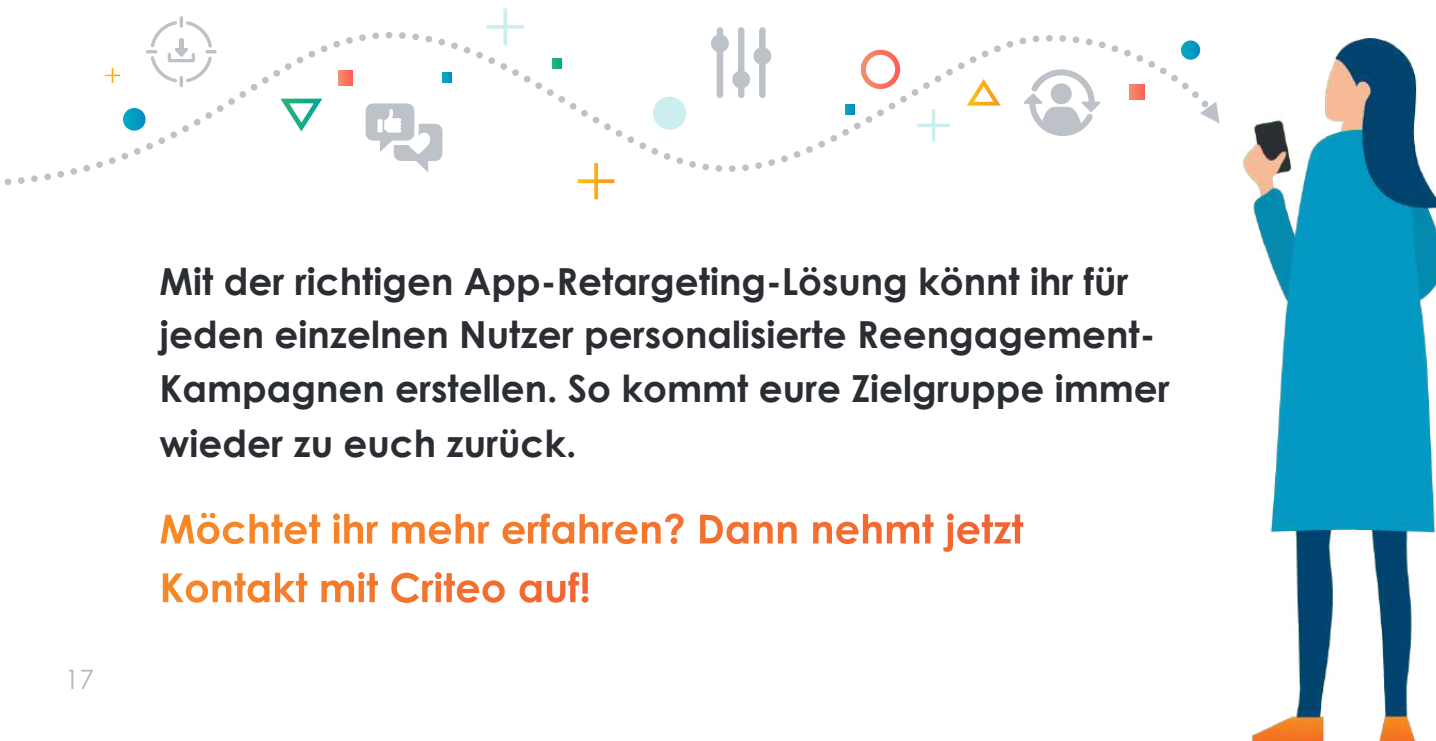 Mit der richtigen App-Retargeting-Lösung könnt ihr für
jeden einzelnen Nutzer personalisierte Reengagement-
Kampagnen erstellen. So kommt eure Zielgruppe immer
wieder zu euch zurück.
Möchtet ihr mehr erfahren? Dann nehmt jetzt
Kontakt mit Criteo auf!
17